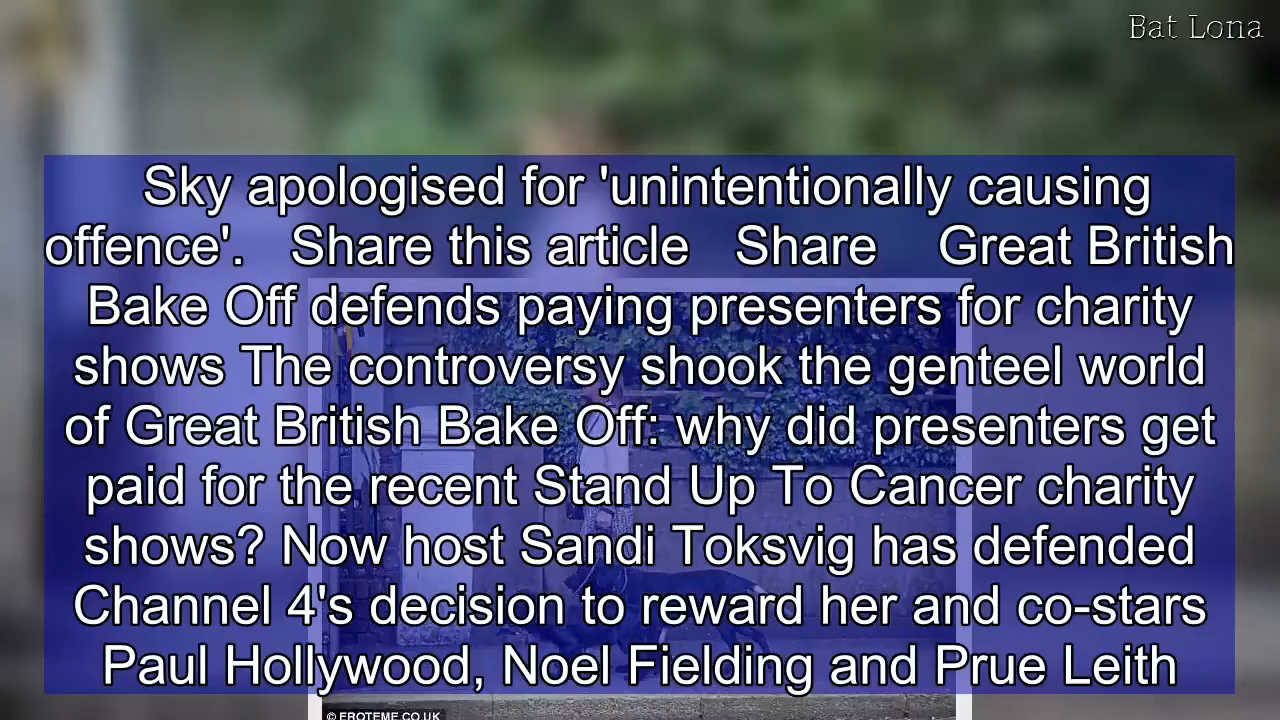 Bat Lona
Sky apologised for 'unintentionally causing
offence'. Share this article Share Great British
Bake Off defends paying presenters for charity
shows The controversy shook the genteel world
of Great British Bake Off: why did presenters get
paid for the recent Stand Up To Cancer charity
shows? Now host Sandi Toksvig has defended
Channel 4's decision to reward her and co-stars
Paul Hollywood, Noel Fielding and Prue Leith
© EROTEME.CO.UK